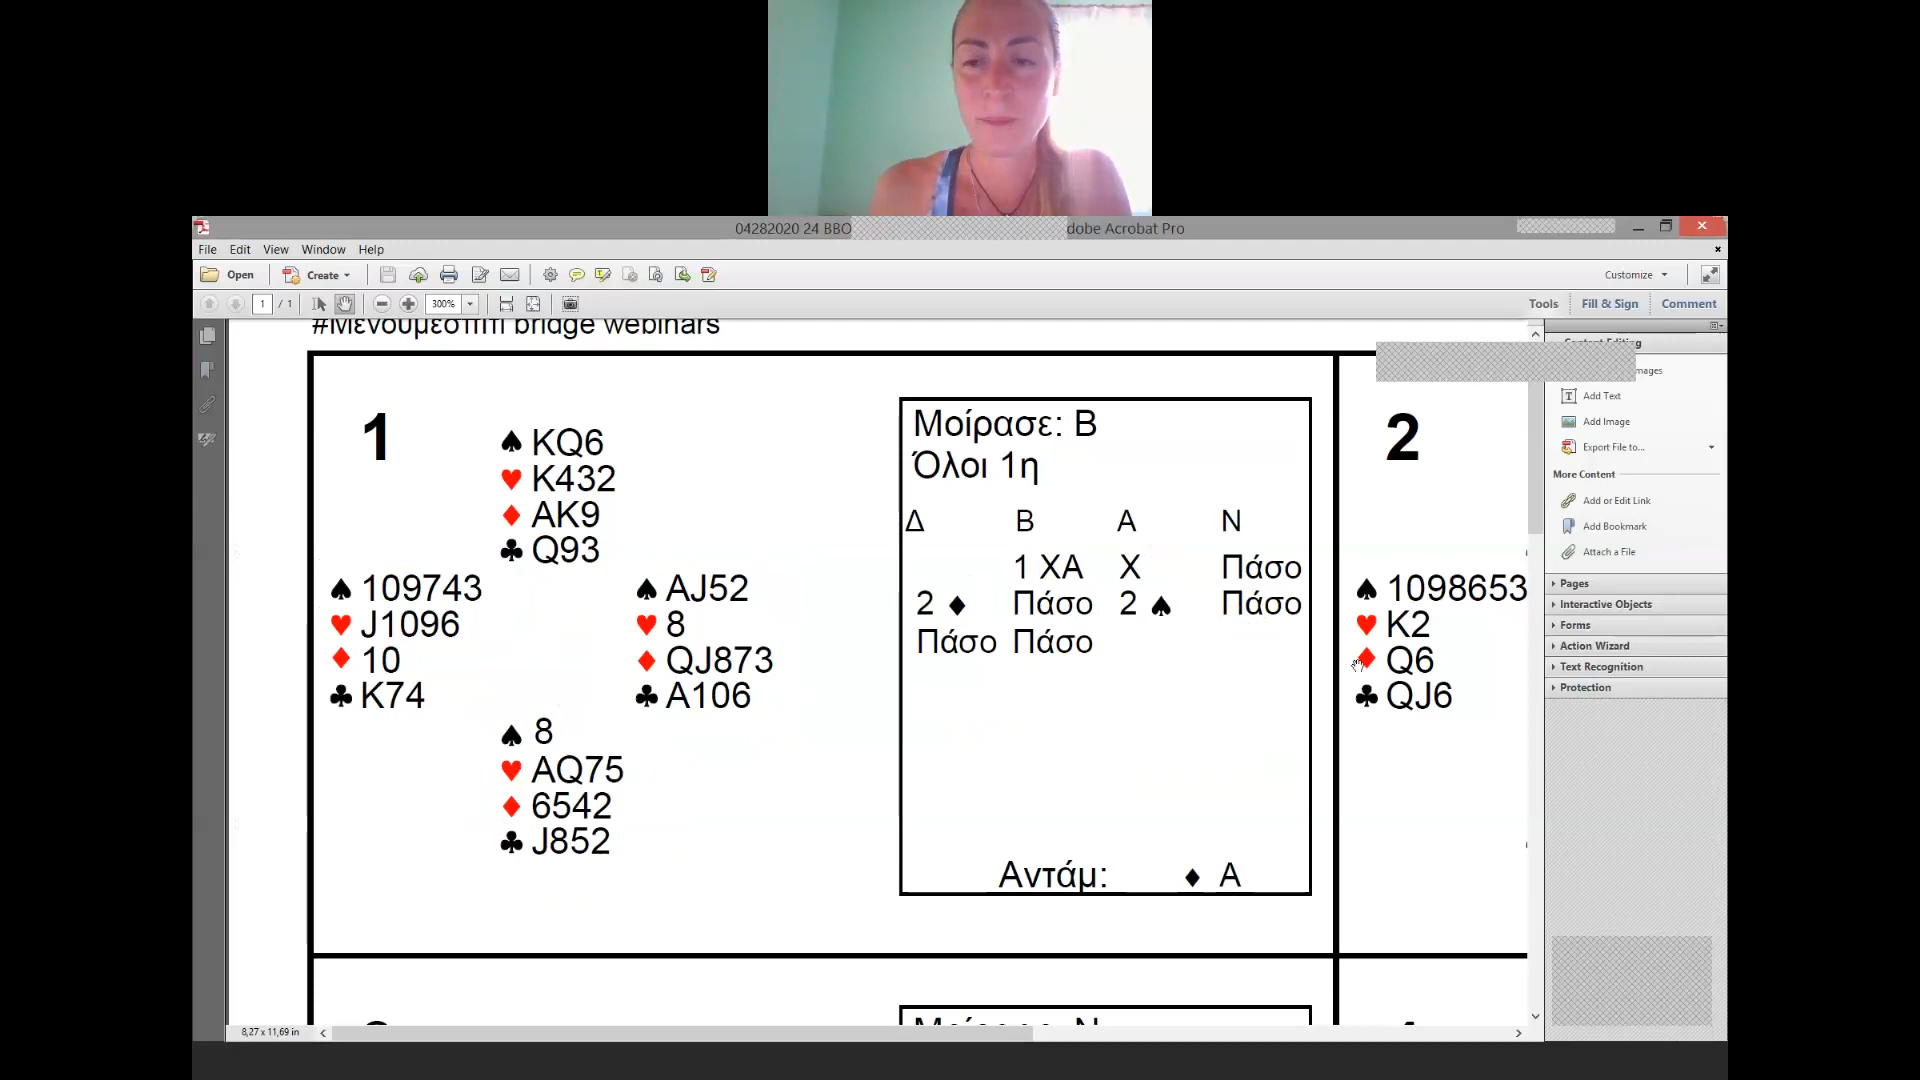 04282020 24 BBO
dobe Acrobat Pro
File Edit View Window Help
Open Create Customize
1 / 1 300% Tools Fill & Sign Comment
#Μένουμεσπίτι bridge webinars
1
♠ KQ6
♥ K432
♦ AK9
♣ Q93
♠ 109743
♥ J1096
♦ 10
♣ K74
♠ AJ52
♥ 8
♦ QJ873
♣ A106
♠ 8
♥ AQ75
♦ 6542
♣ J852
Μοίρασε: Β
Όλοι 1η
Δ Β Α Ν
1 ΧΑ Χ Πάσο
2 ♦ Πάσο 2 ♠ Πάσο
Πάσο Πάσο
Αντάμ: ♦ Α
2
♠ 1098653
♥ K2
♦ Q6
♣ QJ6
Content Editing
mages
Add Text
Add Image
Export File to...
More Content
Add or Edit Link
Add Bookmark
Attach a File
Pages
Interactive Objects
Forms
Action Wizard
Text Recognition
Protection
8,27 x 11,69 in